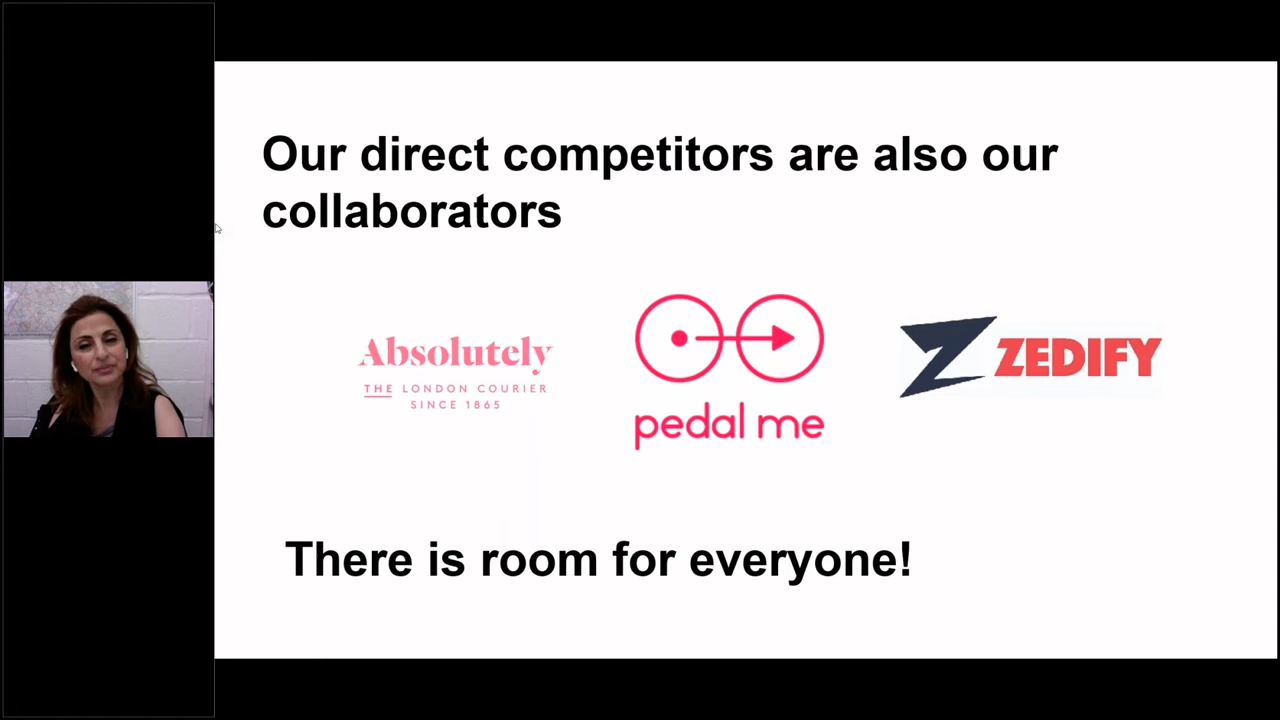 Our direct competitors are also our
collaborators
Absolutely
THE LONDON COURIER
SINCE 1865
pedal me
Z ZEDIFY
There is room for everyone!